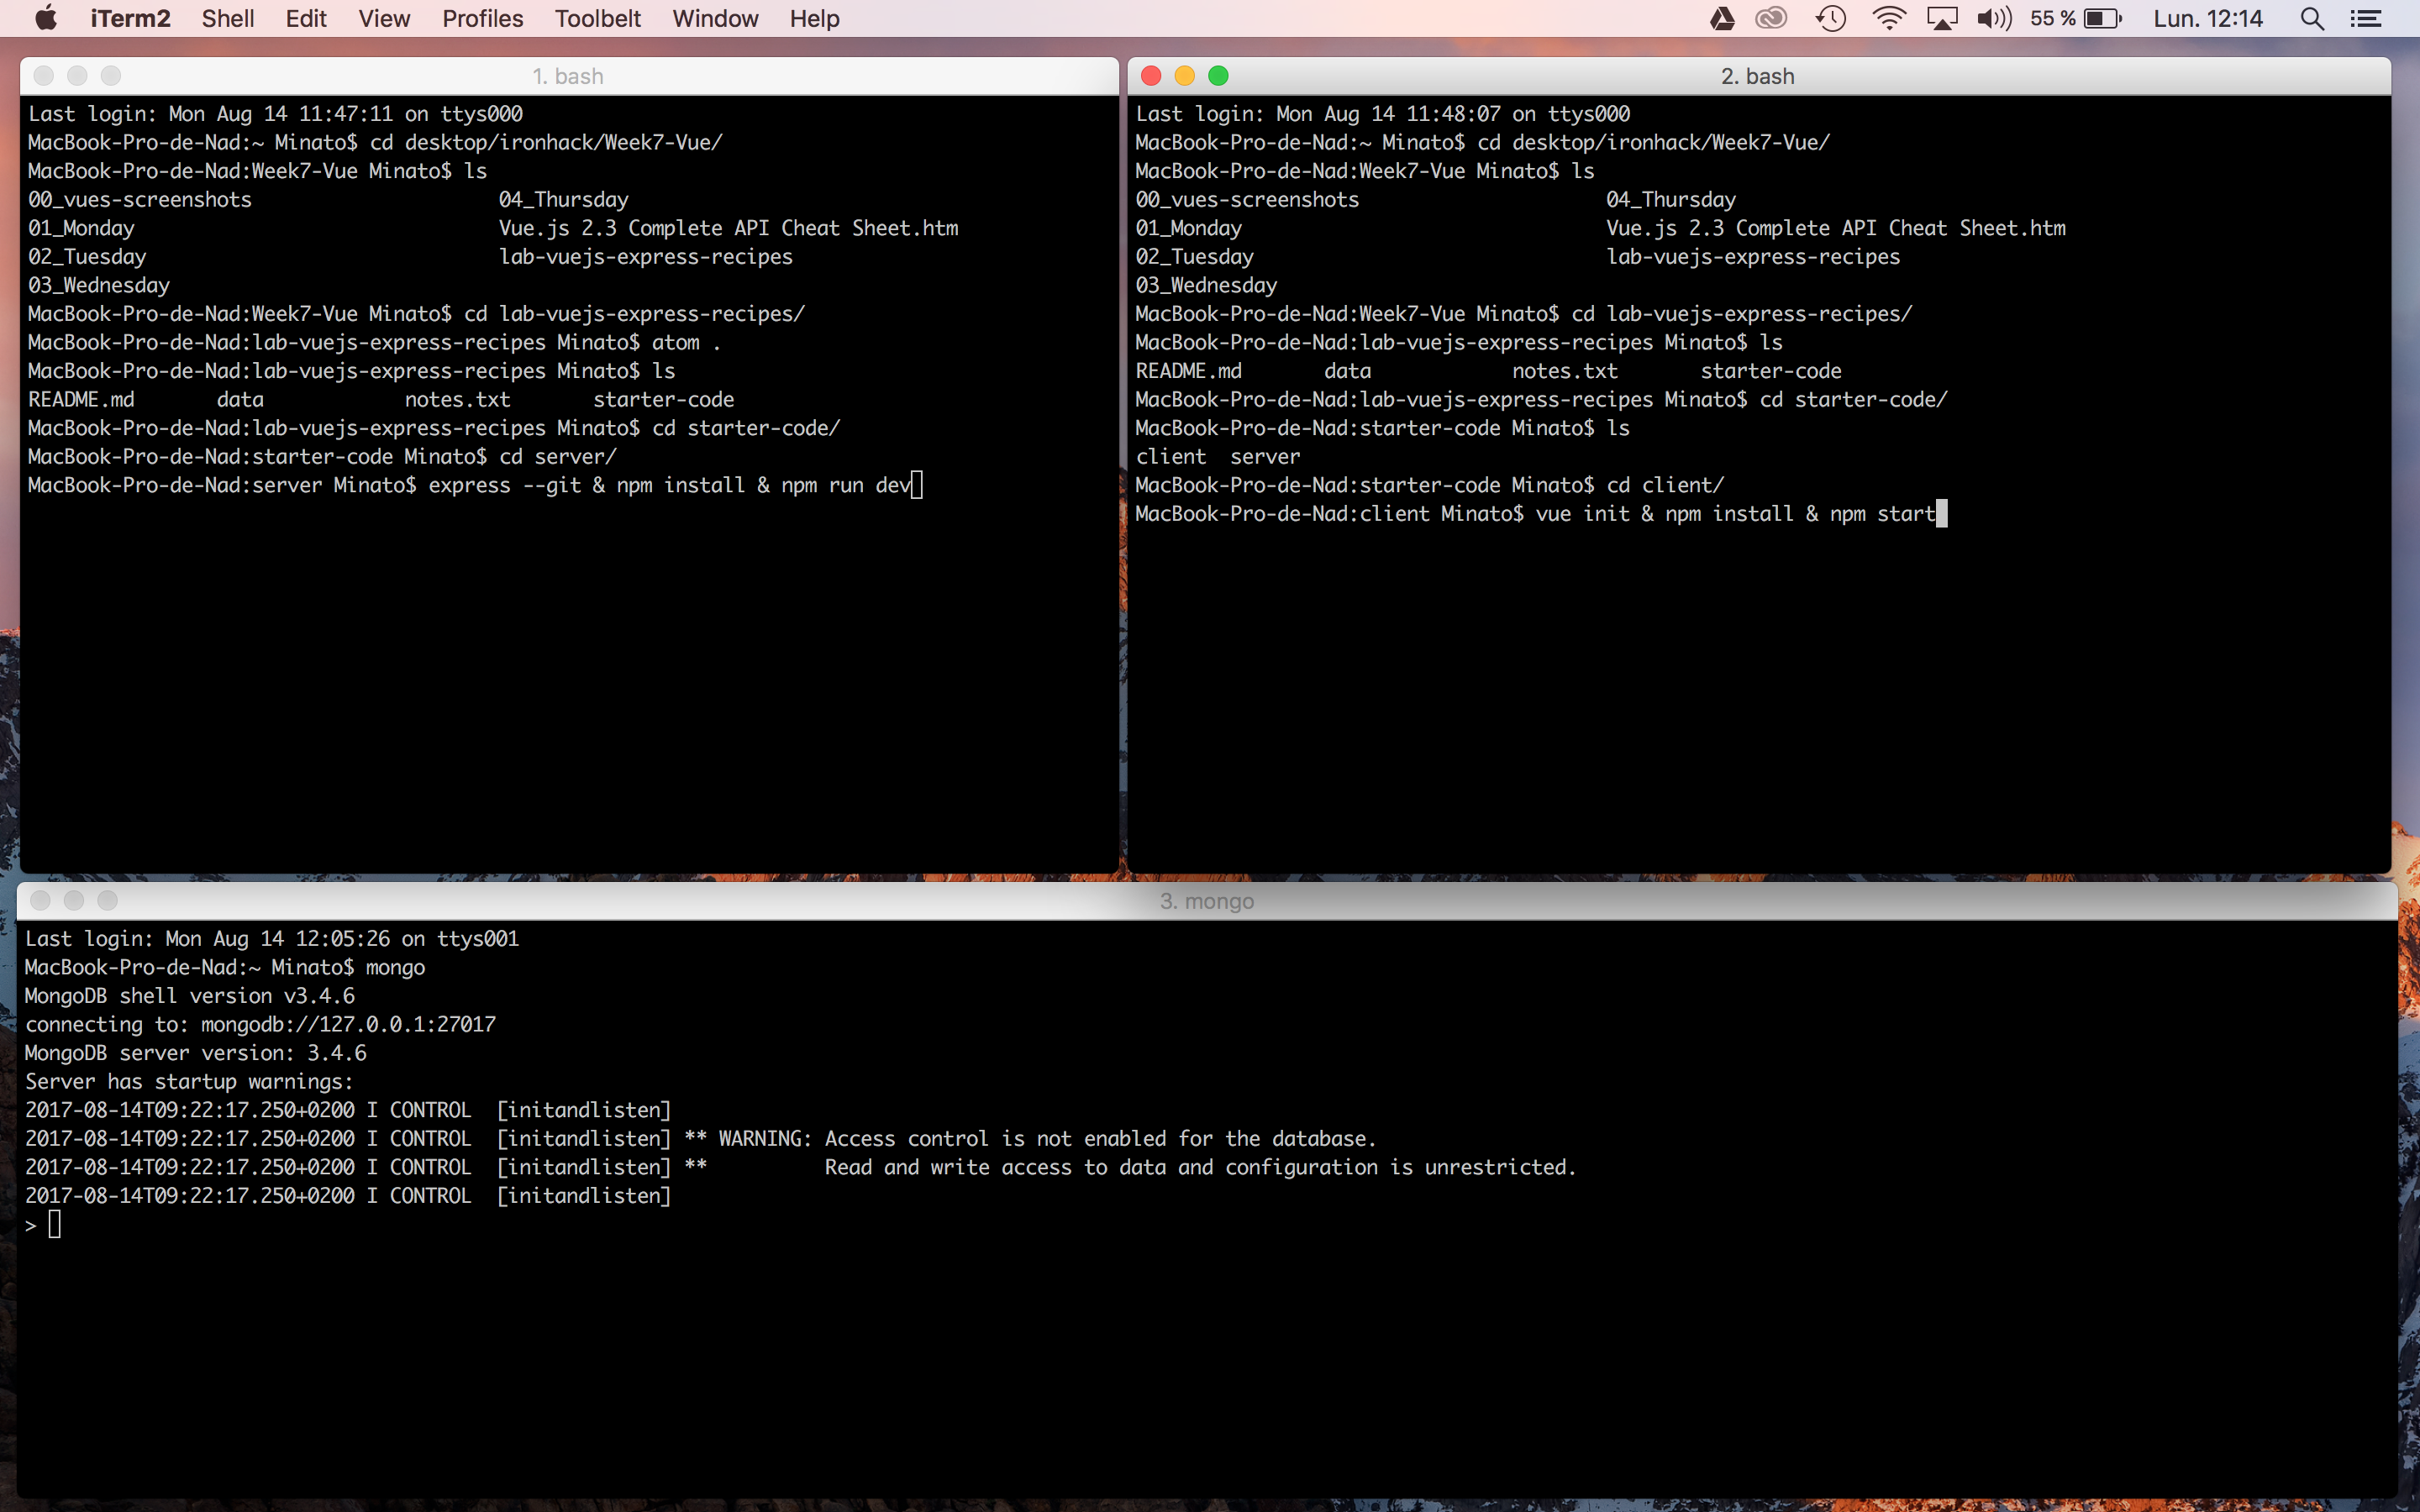 iTerm2 Shell Edit View Profiles Toolbelt Window Help 55 % Lun. 12:14
1. bash
Last login: Mon Aug 14 11:47:11 on ttys000
MacBook-Pro-de-Nad:~ Minato$ cd desktop/ironhack/Week7-Vue/
MacBook-Pro-de-Nad:Week7-Vue Minato$ ls
00_vues-screenshots 04_Thursday
01_Monday Vue.js 2.3 Complete API Cheat Sheet.htm
02_Tuesday lab-vuejs-express-recipes
03_Wednesday
MacBook-Pro-de-Nad:Week7-Vue Minato$ cd lab-vuejs-express-recipes/
MacBook-Pro-de-Nad:lab-vuejs-express-recipes Minato$ atom .
MacBook-Pro-de-Nad:lab-vuejs-express-recipes Minato$ ls
README.md data notes.txt starter-code
MacBook-Pro-de-Nad:lab-vuejs-express-recipes Minato$ cd starter-code/
MacBook-Pro-de-Nad:starter-code Minato$ cd server/
MacBook-Pro-de-Nad:server Minato$ express --git & npm install & npm run dev
2. bash
Last login: Mon Aug 14 11:48:07 on ttys000
MacBook-Pro-de-Nad:~ Minato$ cd desktop/ironhack/Week7-Vue/
MacBook-Pro-de-Nad:Week7-Vue Minato$ ls
00_vues-screenshots 04_Thursday
01_Monday Vue.js 2.3 Complete API Cheat Sheet.htm
02_Tuesday lab-vuejs-express-recipes
03_Wednesday
MacBook-Pro-de-Nad:Week7-Vue Minato$ cd lab-vuejs-express-recipes/
MacBook-Pro-de-Nad:lab-vuejs-express-recipes Minato$ ls
README.md data notes.txt starter-code
MacBook-Pro-de-Nad:lab-vuejs-express-recipes Minato$ cd starter-code/
MacBook-Pro-de-Nad:starter-code Minato$ ls
client server
MacBook-Pro-de-Nad:starter-code Minato$ cd client/
MacBook-Pro-de-Nad:client Minato$ vue init & npm install & npm start
3. mongo
Last login: Mon Aug 14 12:05:26 on ttys001
MacBook-Pro-de-Nad:~ Minato$ mongo
MongoDB shell version v3.4.6
connecting to: mongodb://127.0.0.1:27017
MongoDB server version: 3.4.6
Server has startup warnings:
2017-08-14T09:22:17.250+0200 I CONTROL [initandlisten]
2017-08-14T09:22:17.250+0200 I CONTROL [initandlisten] ** WARNING: Access control is not enabled for the database.
2017-08-14T09:22:17.250+0200 I CONTROL [initandlisten] ** Read and write access to data and configuration is unrestricted.
2017-08-14T09:22:17.250+0200 I CONTROL [initandlisten]
>